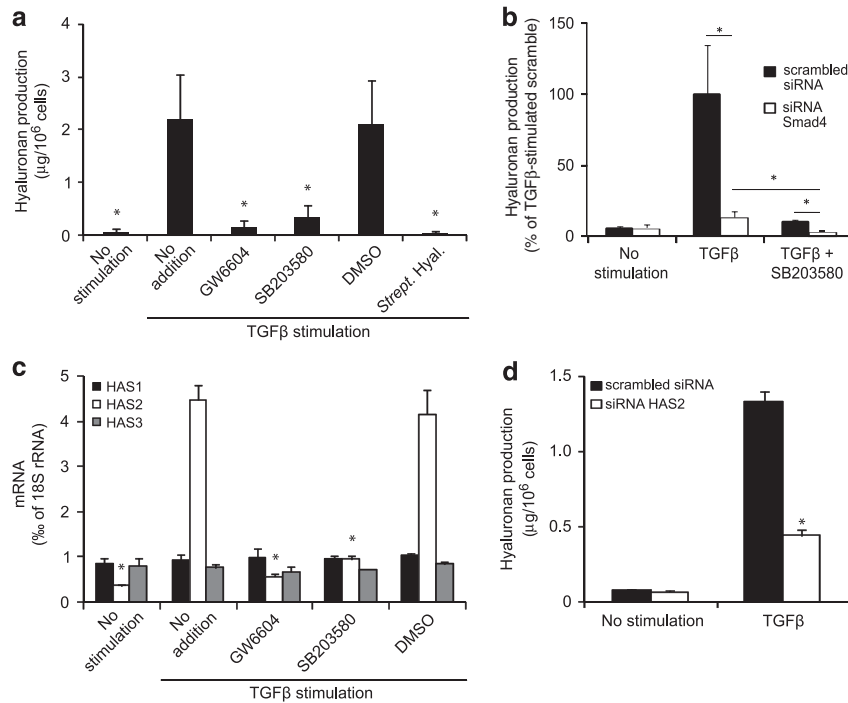 a
Hyaluronan production
(μg/10⁶ cells)
4
3
2
1
0
*
*
*
*
No
stimulation
No
addition
GW6604
SB203580
DMSO
Strept. Hyal.
TGFβ stimulation
b
Hyaluronan production
(% of TGFβ-stimulated scramble)
150
100
50
0
*
*
*
scrambled
siRNA
siRNA
Smad4
No
stimulation
TGFβ
TGFβ +
SB203580
c
mRNA
(‰ of 18S rRNA)
5
4
3
2
1
0
HAS1
HAS2
HAS3
*
*
*
No
stimulation
No
addition
GW6604
SB203580
DMSO
TGFβ stimulation
d
Hyaluronan production
(μg/10⁶ cells)
1.5
1
0.5
0
scrambled siRNA
siRNA HAS2
*
No stimulation
TGFβ